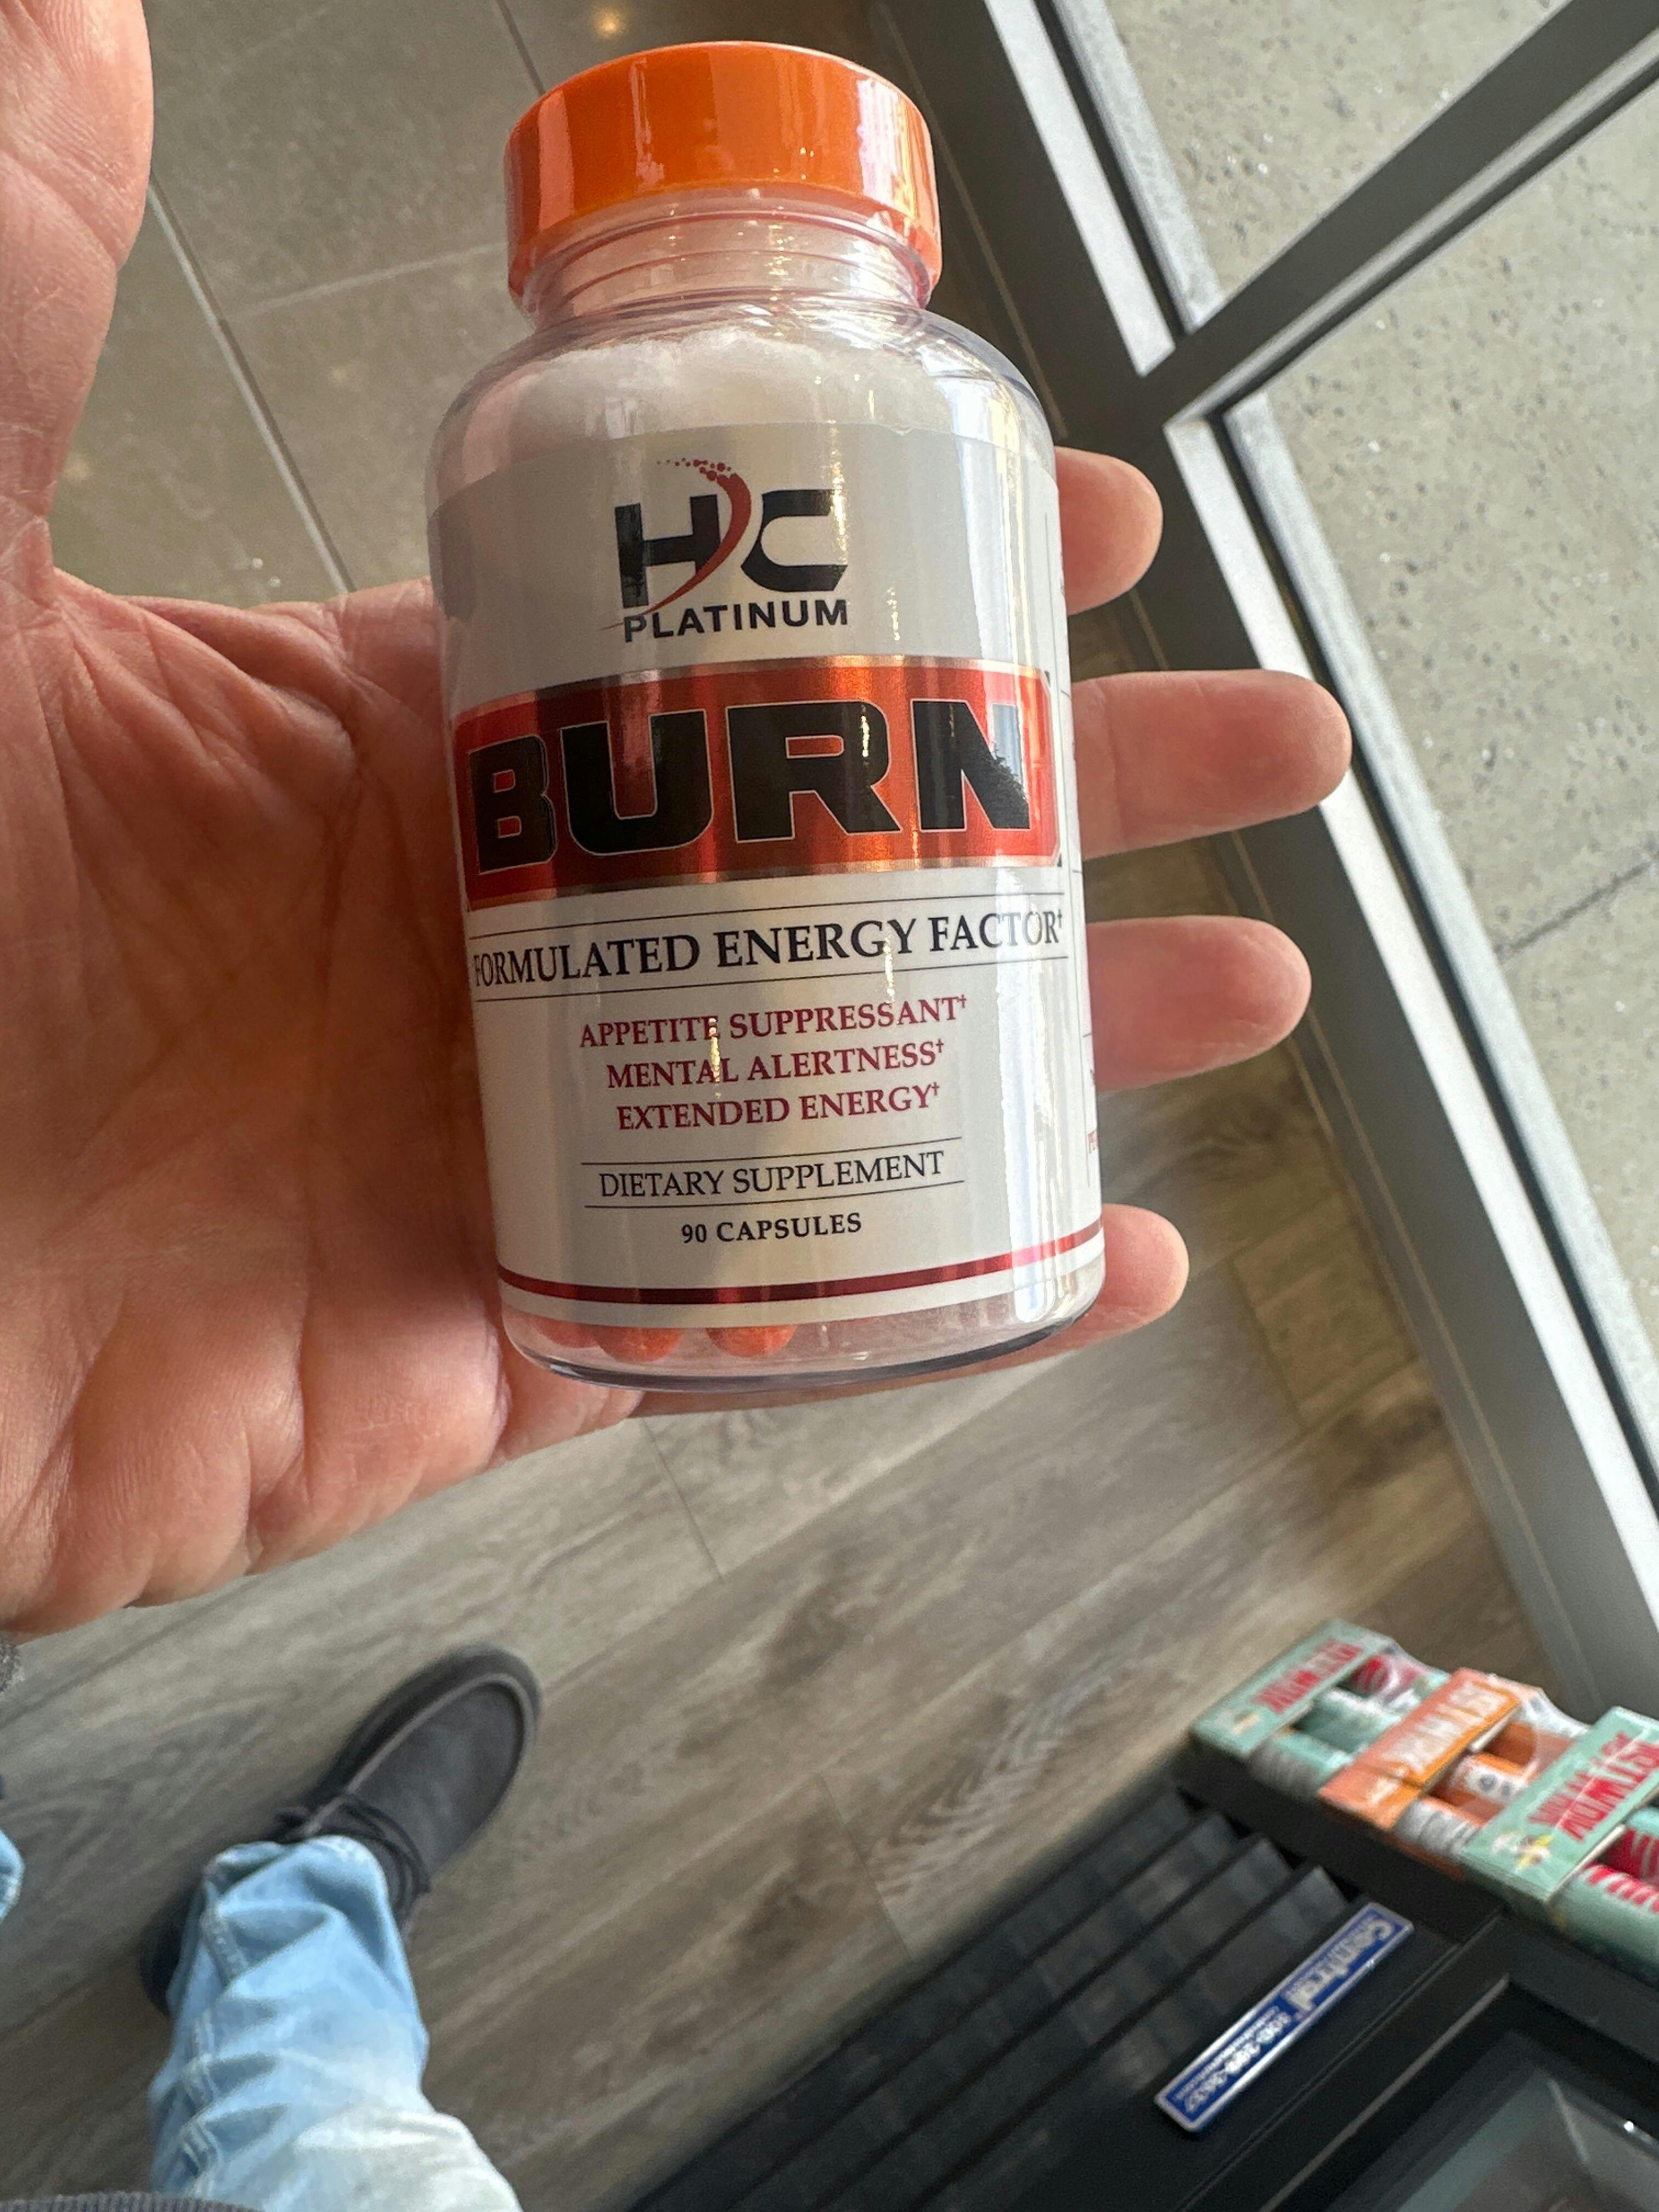 HC
PLATINUM
BURN
FORMULATED ENERGY FACTOR†
APPETITE SUPPRESSANT†
MENTAL ALERTNESS†
EXTENDED ENERGY†
DIETARY SUPPLEMENT
90 CAPSULES